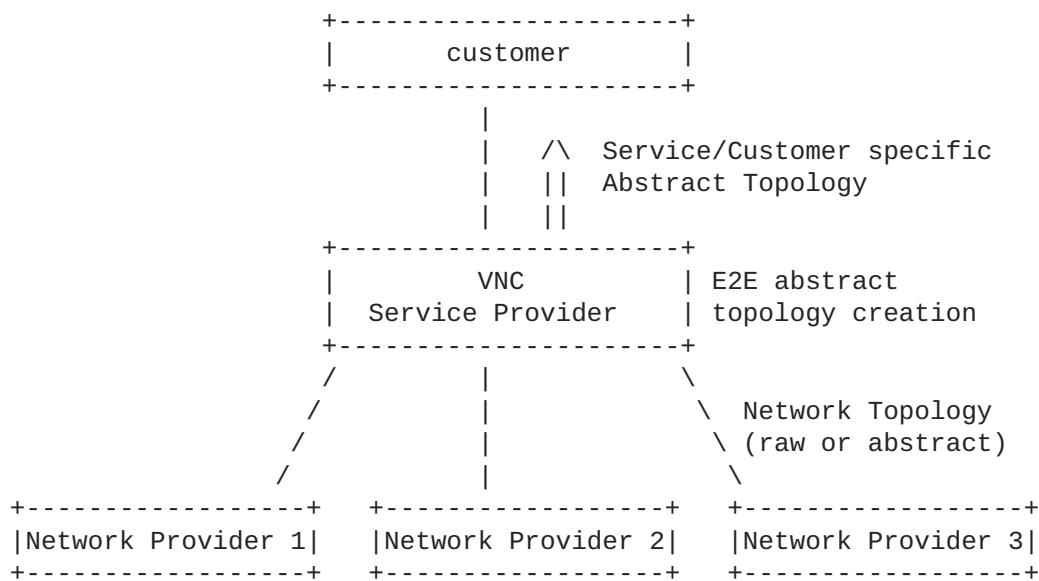 customer
/\ Service/Customer specific
|| Abstract Topology
||
VNC | E2E abstract
Service Provider | topology creation
Network Topology
(raw or abstract)
|Network Provider 1| |Network Provider 2| |Network Provider 3|